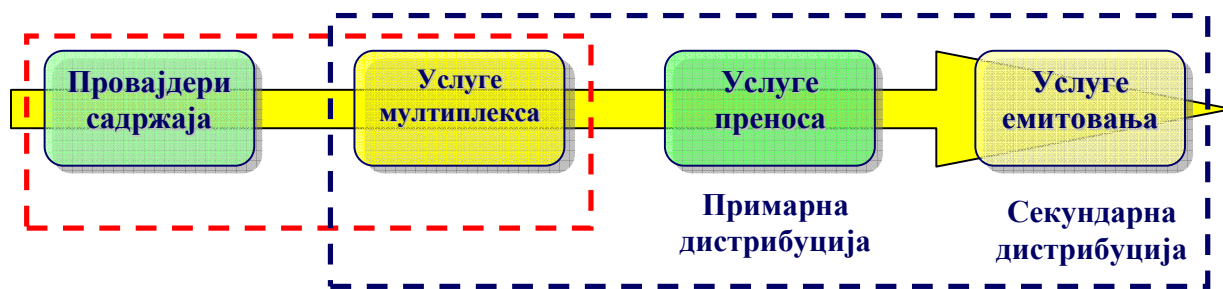 Провајдери
садржаја
Услуге
мултиплекса
Услуге
преноса
Услуге
емитовања
Примарна
дистрибуција
Секундарна
дистрибуција